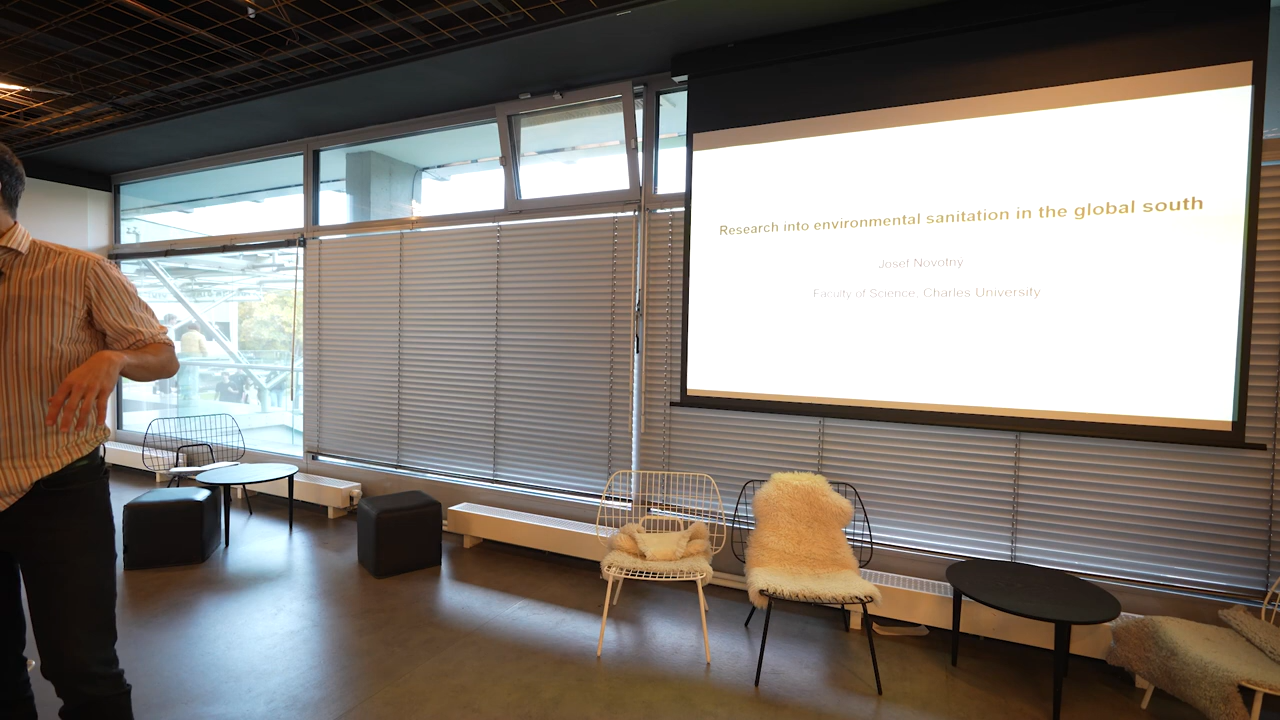 Research into environmental sanitation in the global south
Josef Novotny
Faculty of Science, Charles University